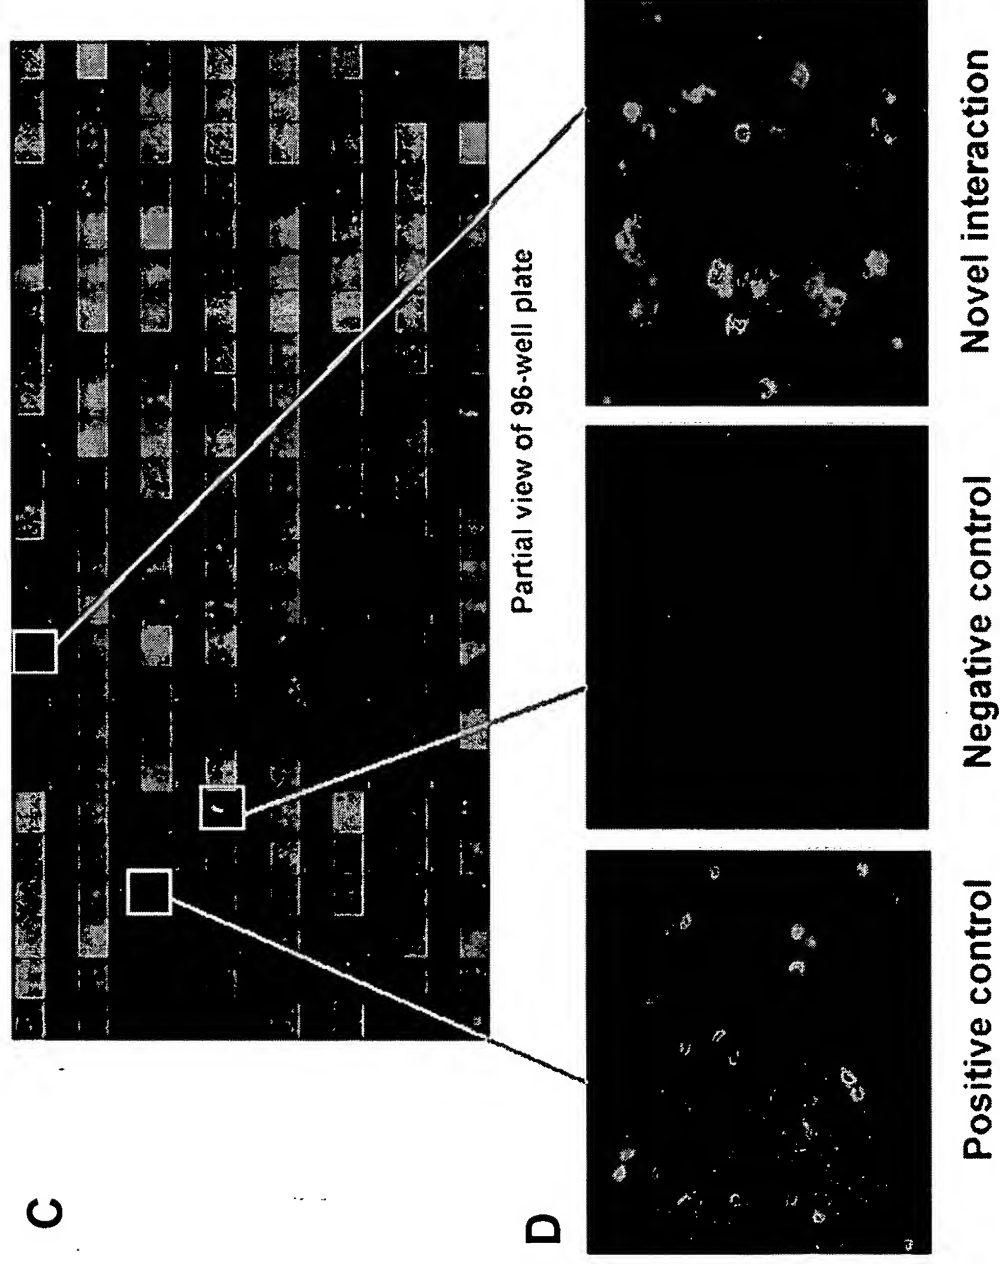 C
Partial view of 96-well plate
D
Positive control
Negative control
Novel interaction